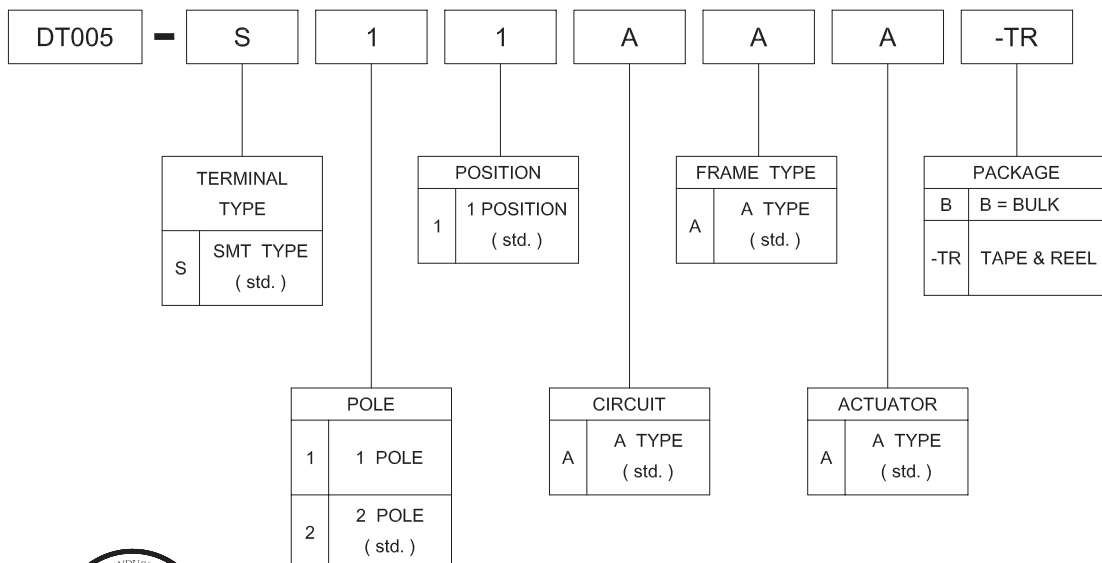 DT005 - S 1 1 A A A -TR
TERMINAL
TYPE
S SMT TYPE
( std. )
POSITION
1 1 POSITION
( std. )
FRAME TYPE
A A TYPE
( std. )
PACKAGE
B B = BULK
-TR TAPE & REEL
POLE
1 1 POLE
2 2 POLE
( std. )
CIRCUIT
A A TYPE
( std. )
ACTUATOR
A A TYPE
( std. )